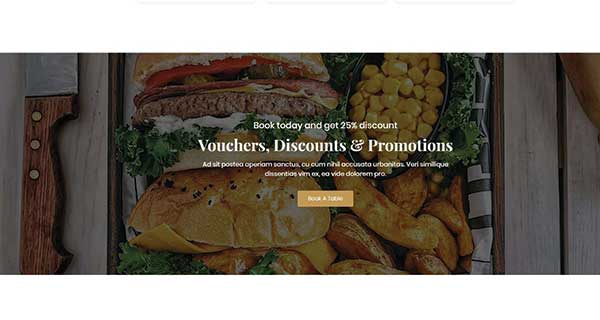 Book today and get 25% discount
Vouchers, Discounts & Promotions
Ad sit postea operiam sanctus, cu cum nihil accusata urbanitas. Veri similique
dissentias vim ex, ea vide dolorem pro.
Book A Table